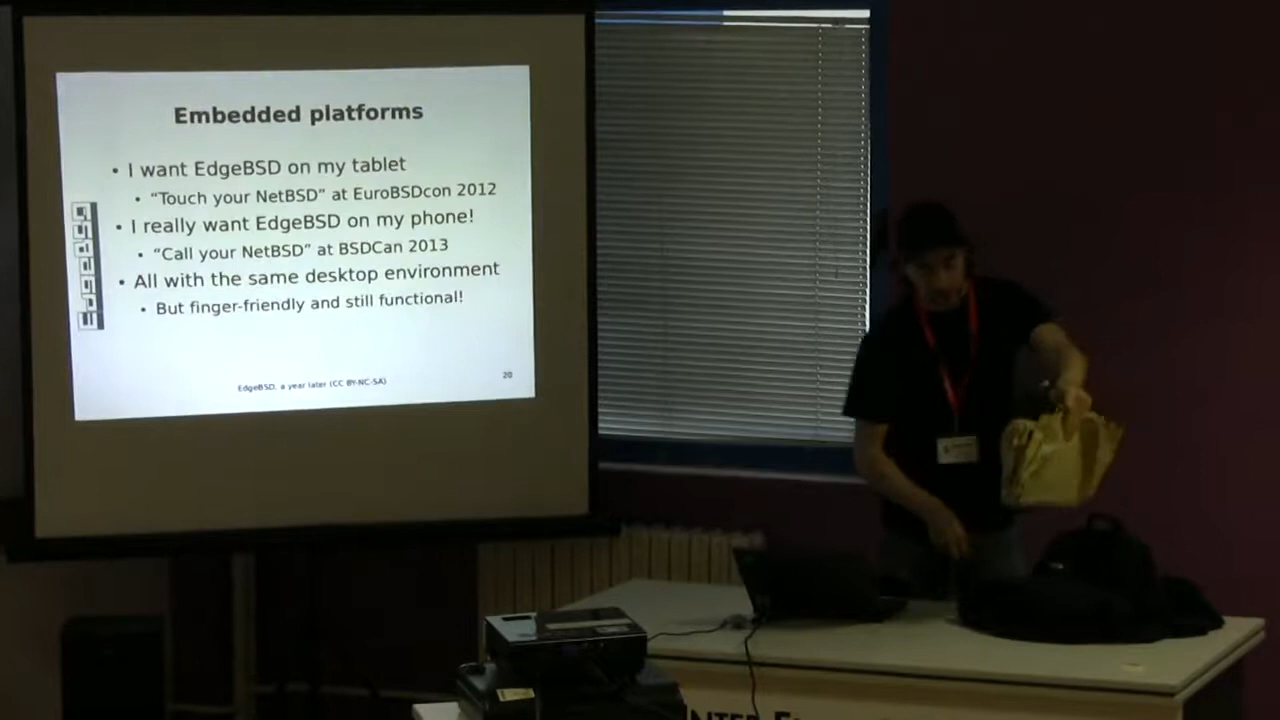 Embedded platforms
• I want EdgeBSD on my tablet
• “Touch your NetBSD” at EuroBSDcon 2012
• I really want EdgeBSD on my phone!
• “Call your NetBSD” at BSDCan 2013
• All with the same desktop environment
• But finger-friendly and still functional!
EdgeBSD, a year later (CC BY-NC-SA)
20